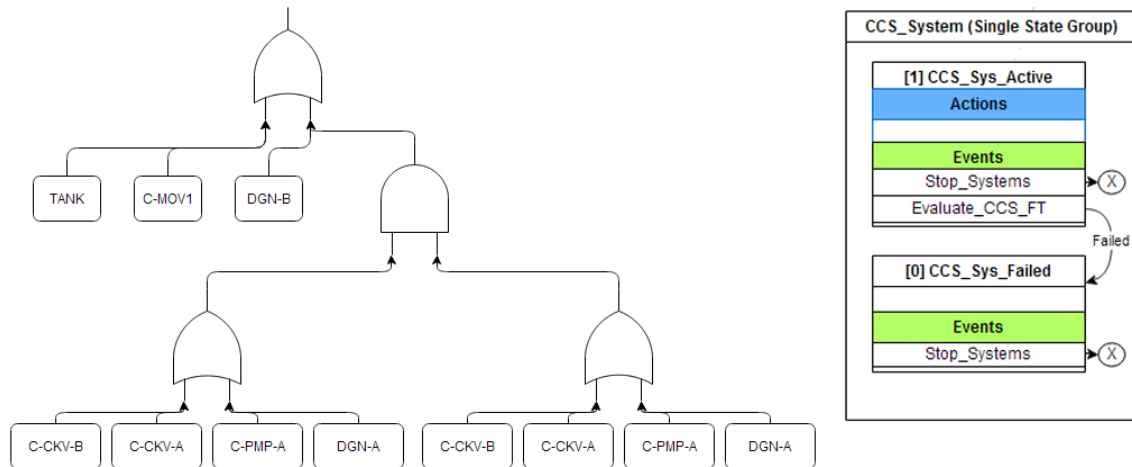 CCS_System (Single State Group)
[1] CCS_Sys_Active
Actions
Events
Stop_Systems
X
Evaluate_CCS_FT
Failed
[0] CCS_Sys_Failed
Events
Stop_Systems
X
TANK
C-MOV1
DGN-B
C-CKV-B
C-CKV-A
C-PMP-A
DGN-A
C-CKV-B
C-CKV-A
C-PMP-A
DGN-A